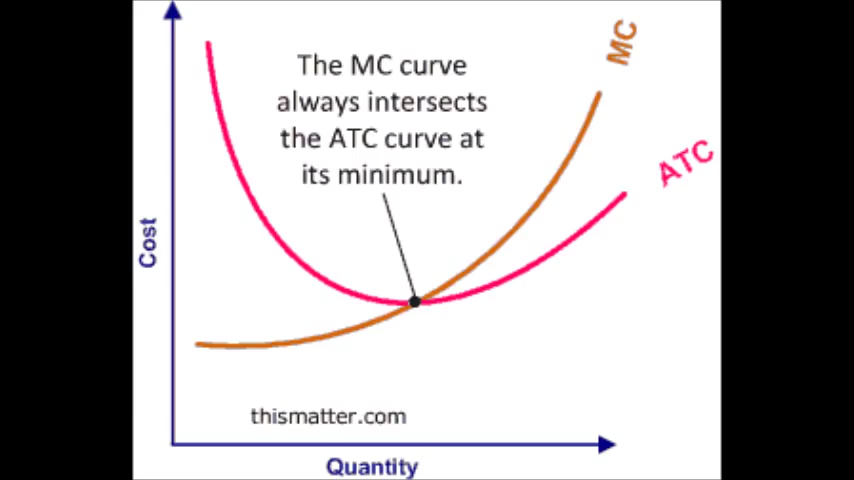 MC
The MC curve
always intersects
the ATC curve at
its minimum.
ATC
Cost
thismatter.com
Quantity